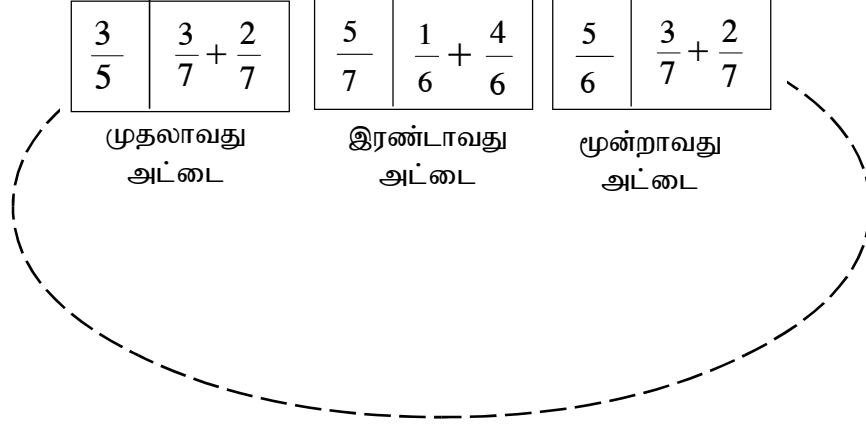 3/5 | 3/7 + 2/7
5/7 | 1/6 + 4/6
5/6 | 3/7 + 2/7
முதலாவது
அட்டை
இரண்டாவது
அட்டை
மூன்றாவது
அட்டை